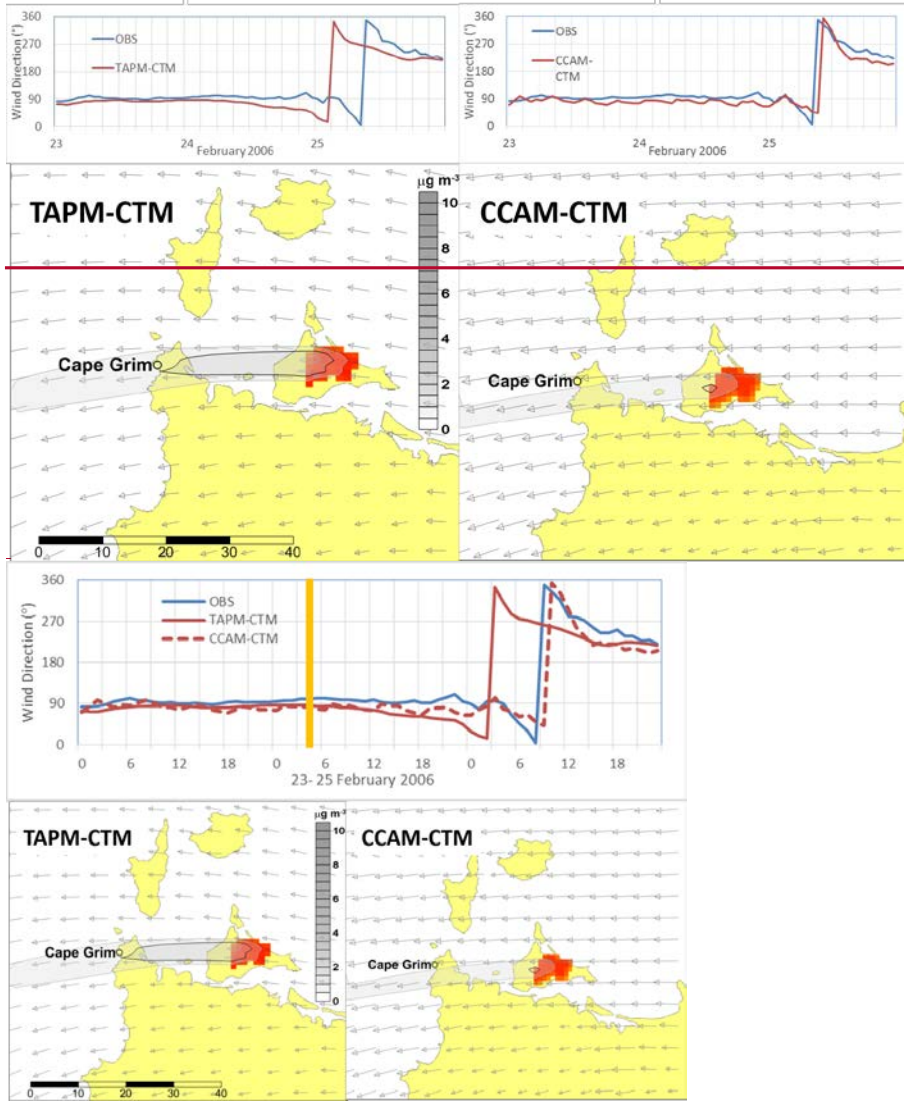 360
270
180
90
0
Wind Direction (°)
OBS
TAPM-CTM
23
24
25
February 2006
360
270
180
90
0
Wind Direction (°)
OBS
CCAM-
CTM
23
24
25
February 2006
TAPM-CTM
µg m-3
10
8
6
4
2
0
Cape Grim
0 10 20 30 40
CCAM-CTM
Cape Grim
360
270
180
90
0
Wind Direction (°)
OBS
TAPM-CTM
CCAM-CTM
0 6 12 18 0 6 12 18 0 6 12 18
23- 25 February 2006
TAPM-CTM
µg m-3
10
8
6
4
2
0
Cape Grim
0 10 20 30 40
CCAM-CTM
Cape Grim